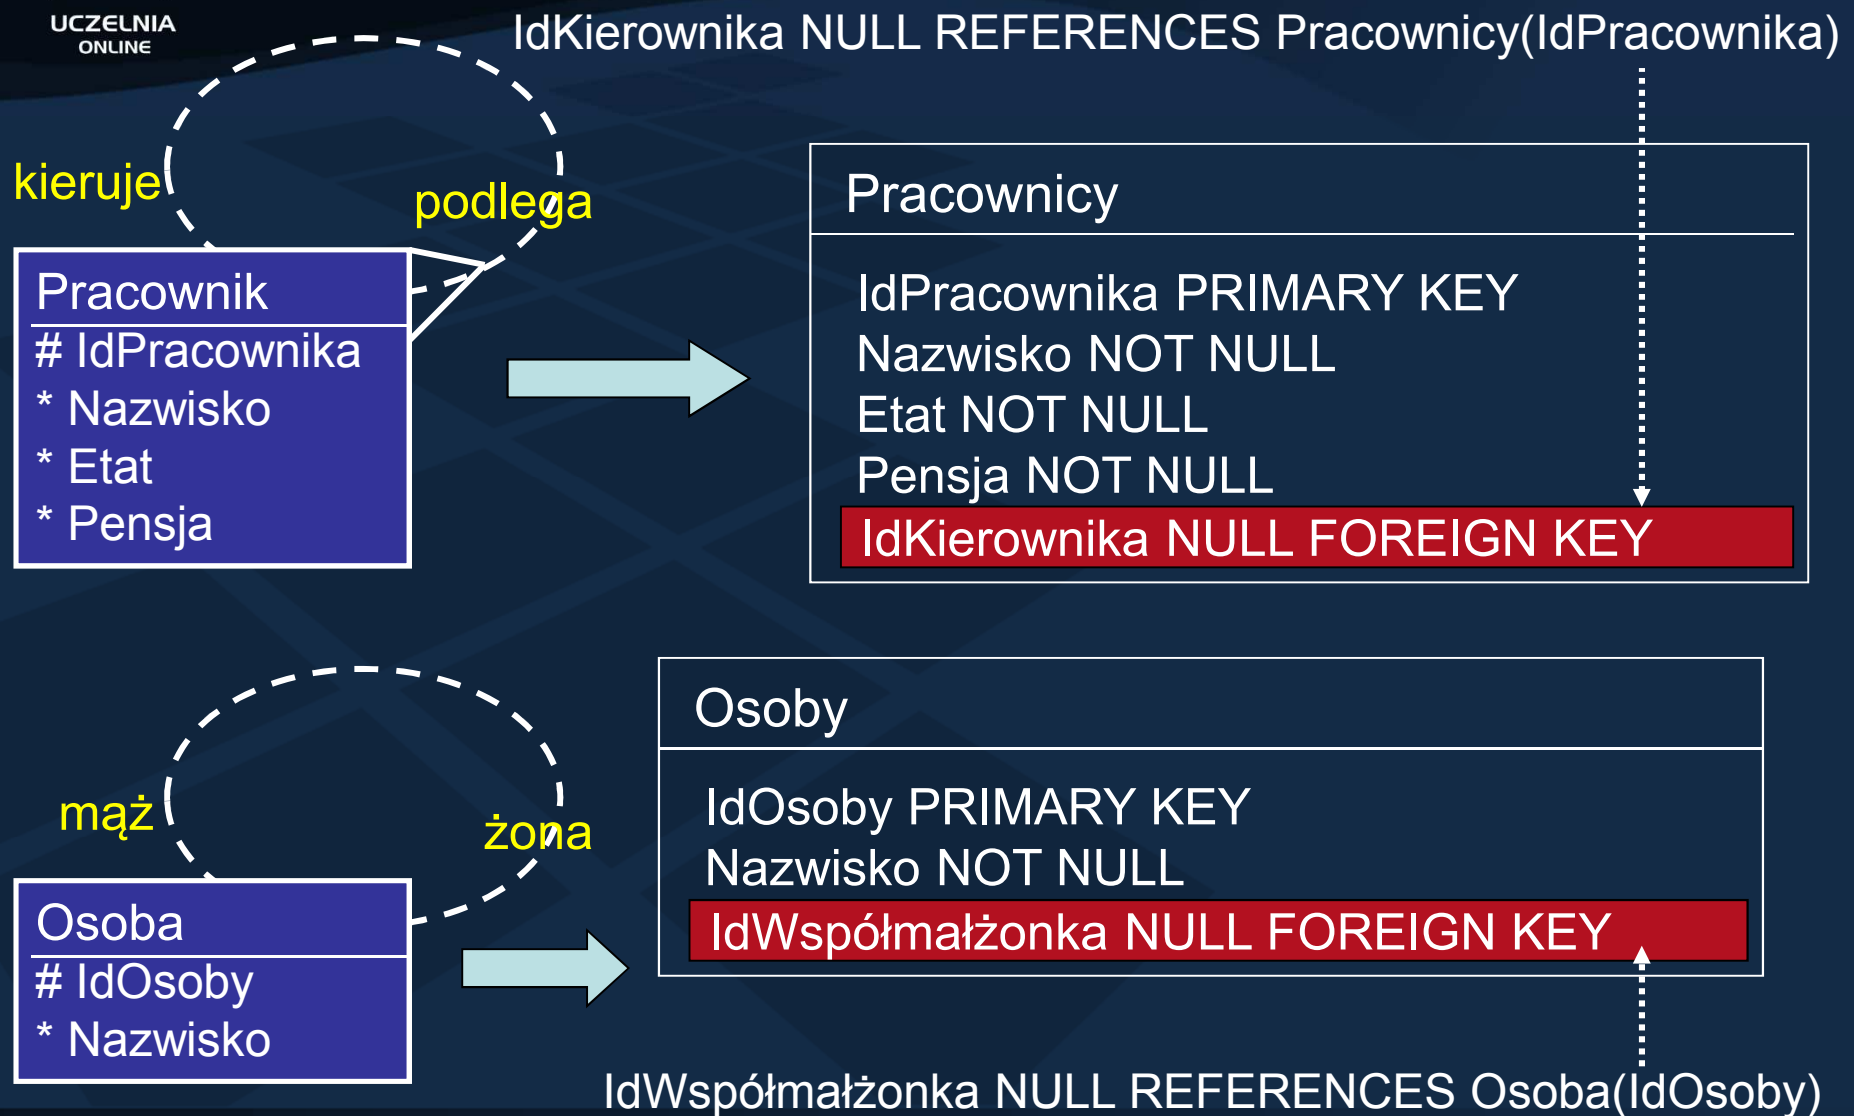 UCZELNIA
ONLINE
IdKierownika NULL REFERENCES Pracownicy(IdPracownika)
kieruje
podlega
Pracownik
# IdPracownika
* Nazwisko
* Etat
* Pensja
Pracownicy
IdPracownika PRIMARY KEY
Nazwisko NOT NULL
Etat NOT NULL
Pensja NOT NULL
IdKierownika NULL FOREIGN KEY
mąż
żona
Osoba
# IdOsoby
* Nazwisko
Osoby
IdOsoby PRIMARY KEY
Nazwisko NOT NULL
IdWspółmałżonka NULL FOREIGN KEY
IdWspółmałżonka NULL REFERENCES Osoba(IdOsoby)